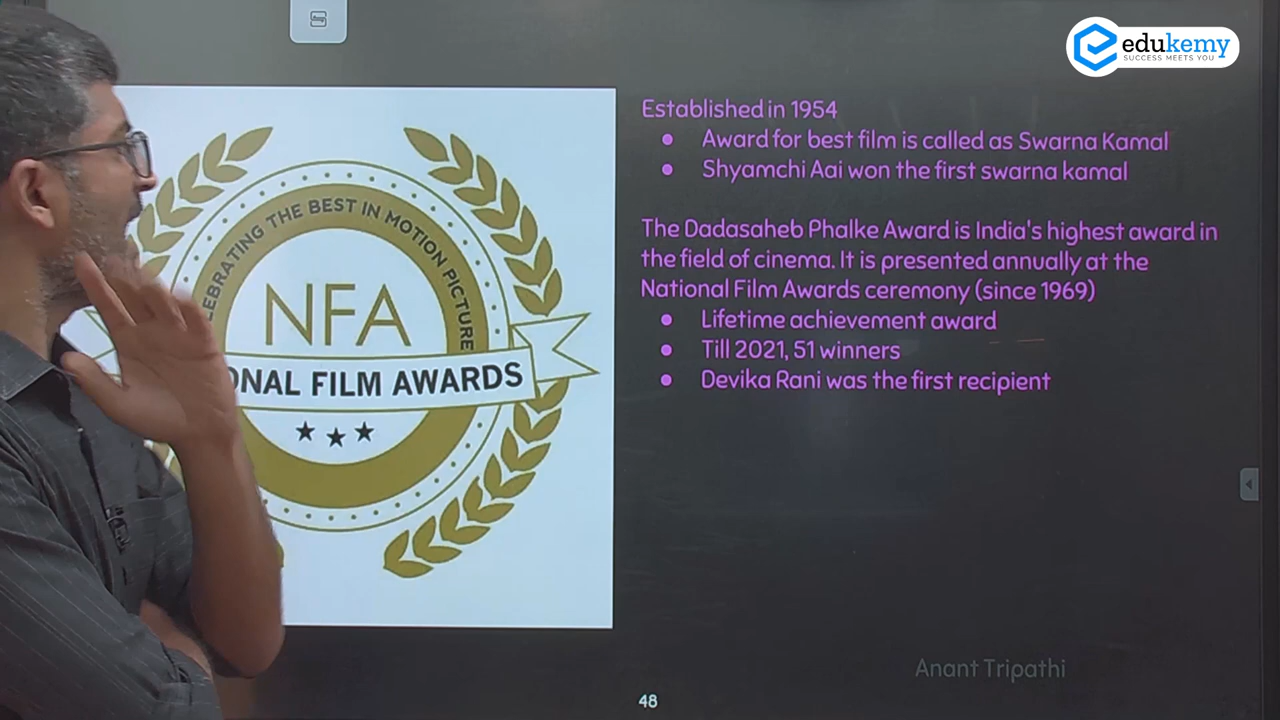 edukemy
SUCCESS MEETS YOU
Established in 1954
● Award for best film is called as Swarna Kamal
● Shyamchi Aai won the first swarna kamal
The Dadasaheb Phalke Award is India's highest award in
the field of cinema. It is presented annually at the
National Film Awards ceremony (since 1969)
● Lifetime achievement award
● Till 2021, 51 winners
● Devika Rani was the first recipient
LEBRATING THE BEST IN MOTION PICTURE
NFA
ONAL FILM AWARDS
Anant Tripathi
48